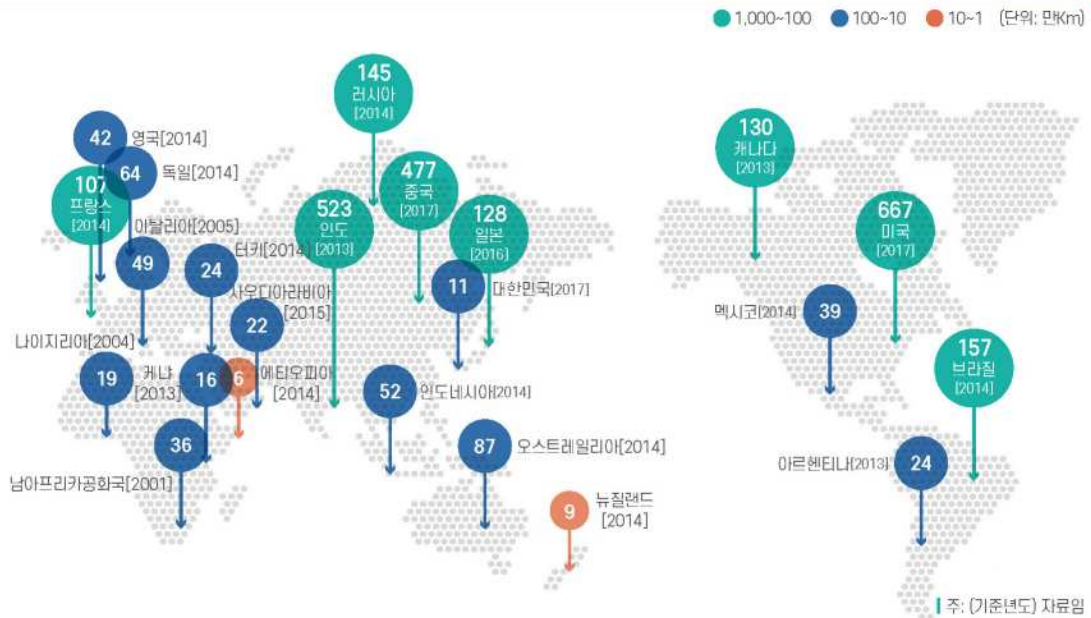 1,000~100 100~10 10~1 (단위: 만Km)
145
러시아
[2014]
42
영국[2014]
64
독일[2014]
107
프랑스
[2014]
이탈리아[2005]
49
터키[2014]
24
사우디아라비아
[2015]
22
523
인도
[2013]
477
중국
[2017]
128
일본
[2016]
11
대한민국[2017]
나이지리아[2004]
19
케냐
[2013]
16
6
에티오피아
[2014]
36
남아프리카공화국[2001]
52
인도네시아[2014]
87
오스트레일리아[2014]
9
뉴질랜드
[2014]
130
캐나다
[2013]
667
미국
[2017]
멕시코[2014]
39
157
브라질
[2014]
아르헨티나[2013]
24
주: (기준년도) 자료임